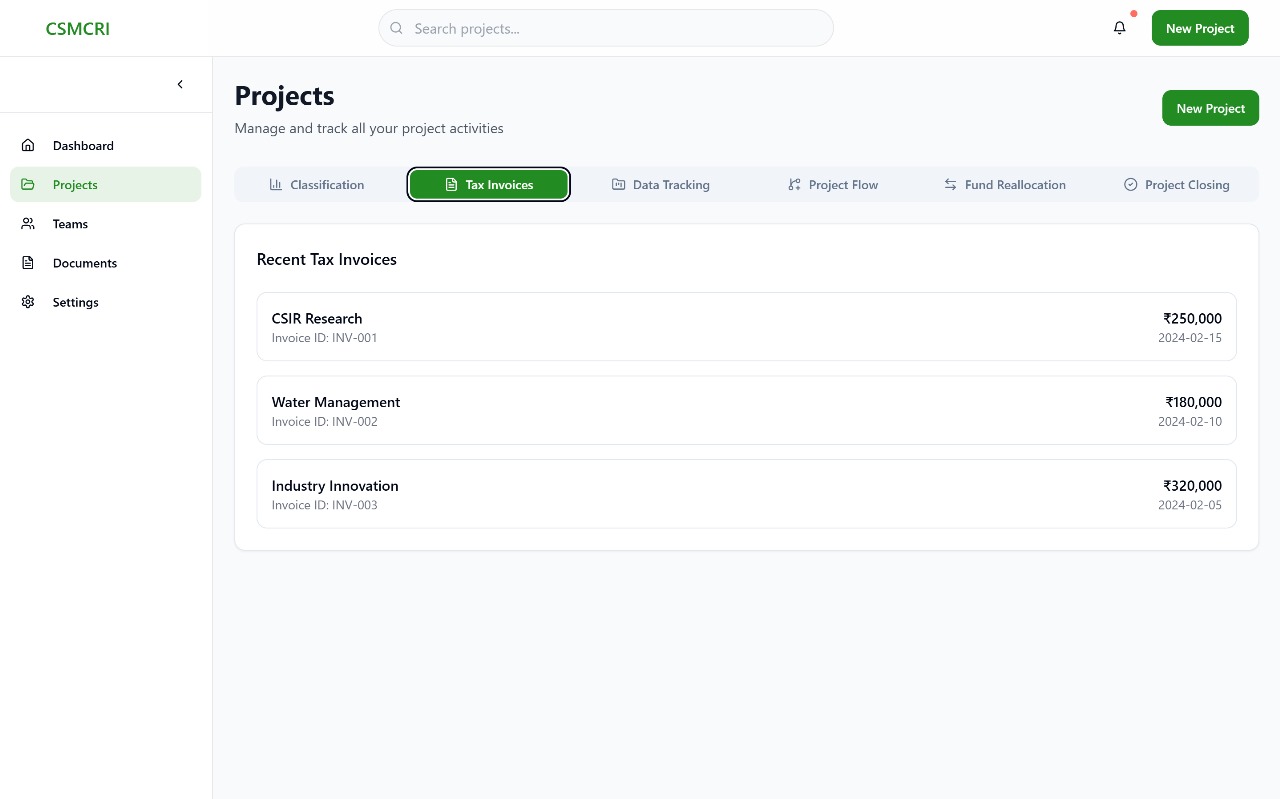 CSMCRI
Search projects...
New Project
Dashboard
Projects
Teams
Documents
Settings
Projects
Manage and track all your project activities
New Project
Classification
Tax Invoices
Data Tracking
Project Flow
Fund Reallocation
Project Closing
Recent Tax Invoices
CSIR Research
₹250,000
Invoice ID: INV-001
2024-02-15
Water Management
₹180,000
Invoice ID: INV-002
2024-02-10
Industry Innovation
₹320,000
Invoice ID: INV-003
2024-02-05